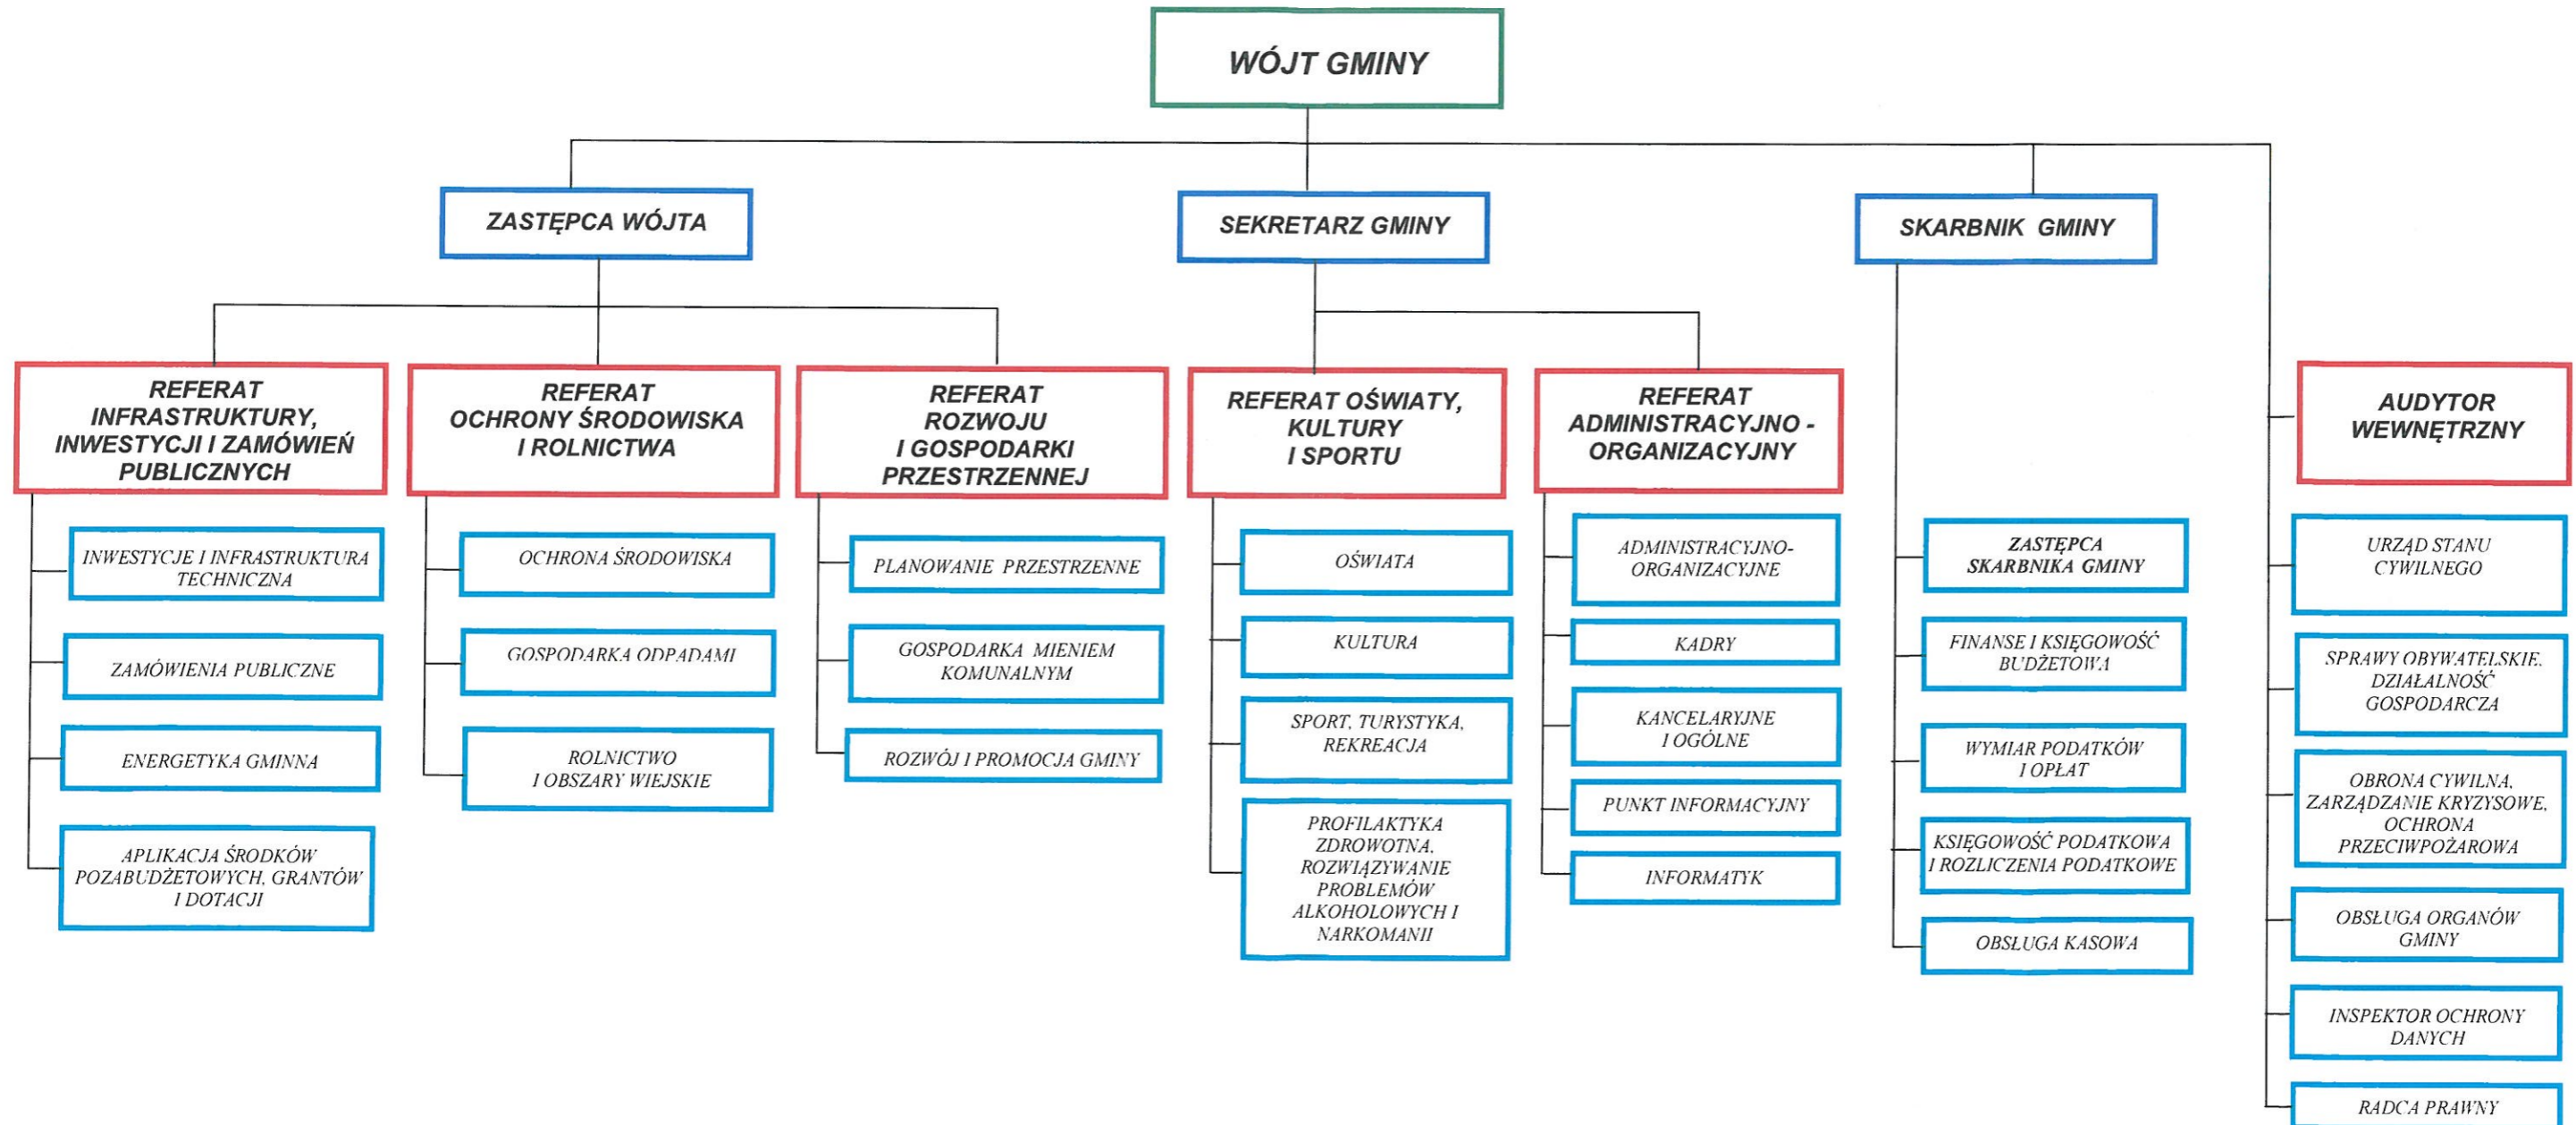 WÓJT GMINY
ZASTĘPCA WÓJTA
SEKRETARZ GMINY
SKARBNIK GMINY
REFERAT
INFRASTRUKTURY,
INWESTYCJI I ZAMÓWIEŃ
PUBLICZNYCH
REFERAT
OCHRONY ŚRODOWISKA
I ROLNICTWA
REFERAT
ROZWOJU
I GOSPODARKI
PRZESTRZENNEJ
REFERAT OŚWIATY,
KULTURY
I SPORTU
REFERAT
ADMINISTRACYJNO -
ORGANIZACYJNY
AUDYTOR
WEWNĘTRZNY
INWESTYCJE I INFRASTRUKTURA
TECHNICZNA
ZAMÓWIENIA PUBLICZNE
ENERGETYKA GMINNA
APLIKACJA ŚRODKÓW
POZABUDŻETOWYCH, GRANTÓW
I DOTACJI
OCHRONA ŚRODOWISKA
GOSPODARKA ODPADAMI
ROLNICTWO
I OBSZARY WIEJSKIE
PLANOWANIE PRZESTRZENNE
GOSPODARKA MIENIEM
KOMUNALNYM
ROZWÓJ I PROMOCJA GMINY
OŚWIATA
KULTURA
SPORT, TURYSTYKA,
REKREACJA
PROFILAKTYKA
ZDROWOTNA,
ROZWIĄZYWANIE
PROBLEMÓW
ALKOHOLOWYCH I
NARKOMANII
ADMINISTRACYJNO-
ORGANIZACYJNE
KADRY
KANCELARYJNE
I OGÓLNE
PUNKT INFORMACYJNY
INFORMATYK
ZASTĘPCA
SKARBNIKA GMINY
FINANSE I KSIĘGOWOŚĆ
BUDŻETOWA
WYMIAR PODATKÓW
I OPŁAT
KSIĘGOWOŚĆ PODATKOWA
I ROZLICZENIA PODATKOWE
OBSŁUGA KASOWA
URZĄD STANU
CYWILNEGO
SPRAWY OBYWATELSKIE,
DZIAŁALNOŚĆ
GOSPODARCZA
OBRONA CYWILNA,
ZARZĄDZANIE KRYZYSOWE,
OCHRONA
PRZECIWPOŻAROWA
OBSŁUGA ORGANÓW
GMINY
INSPEKTOR OCHRONY
DANYCH
RADCA PRAWNY